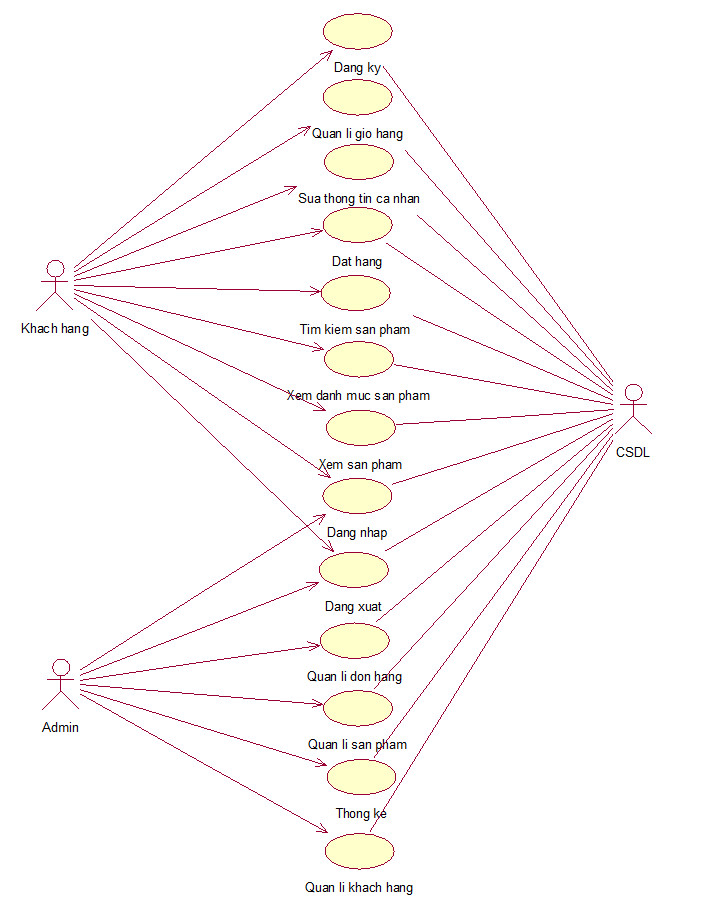 Dang ky
Quan li gio hang
Sua thong tin ca nhan
Dat hang
Khach hang
Tim kiem san pham
Xem danh muc san pham
CSDL
Xem san pham
Dang nhap
Dang xuat
Quan li don hang
Admin
Quan li san pham
Thong ke
Quan li khach hang